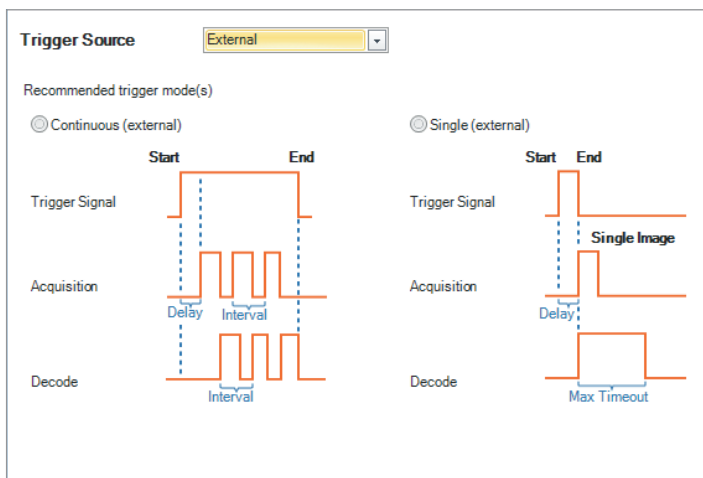 Trigger Source External
Recommended trigger mode(s)
Continuous (external)
Start End
Trigger Signal
Acquisition
Delay Interval
Decode
Interval
Single (external)
Start End
Trigger Signal
Single Image
Acquisition
Delay
Decode
Max Timeout